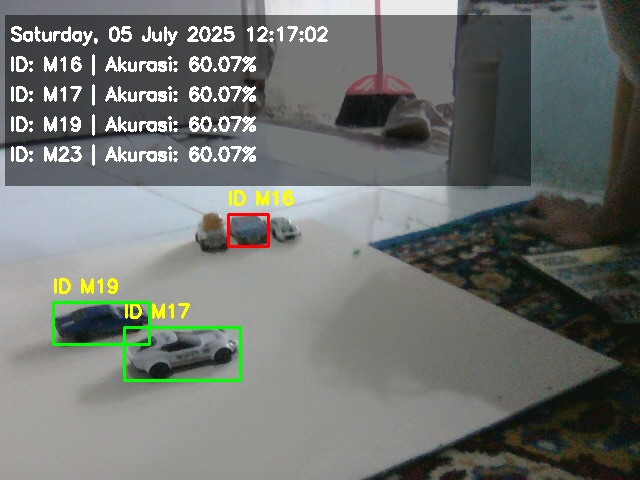 Saturday, 05 July 2025 12:17:02
ID: M16 | Akurasi: 60.07%
ID: M17 | Akurasi: 60.07%
ID: M19 | Akurasi: 60.07%
ID: M23 | Akurasi: 60.07%
ID M16
ID M19
ID M17